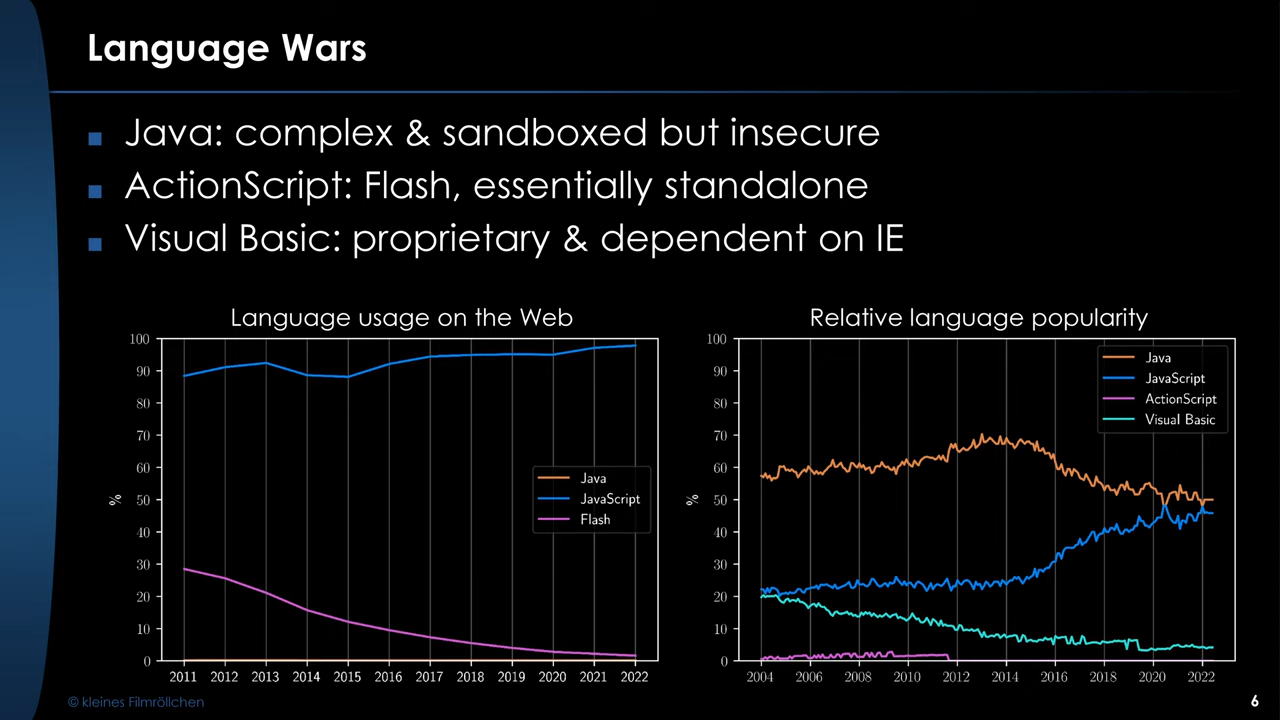 Language Wars
Java: complex & sandboxed but insecure
ActionScript: Flash, essentially standalone
Visual Basic: proprietary & dependent on IE
Language usage on the Web
100
90
80
70
60
50
40
30
20
10
0
%
Java
JavaScript
Flash
2011 2012 2013 2014 2015 2016 2017 2018 2019 2020 2021 2022
Relative language popularity
100
90
80
70
60
50
40
30
20
10
0
%
Java
JavaScript
ActionScript
Visual Basic
2004 2006 2008 2010 2012 2014 2016 2018 2020 2022
© kleines Filmröllchen
6